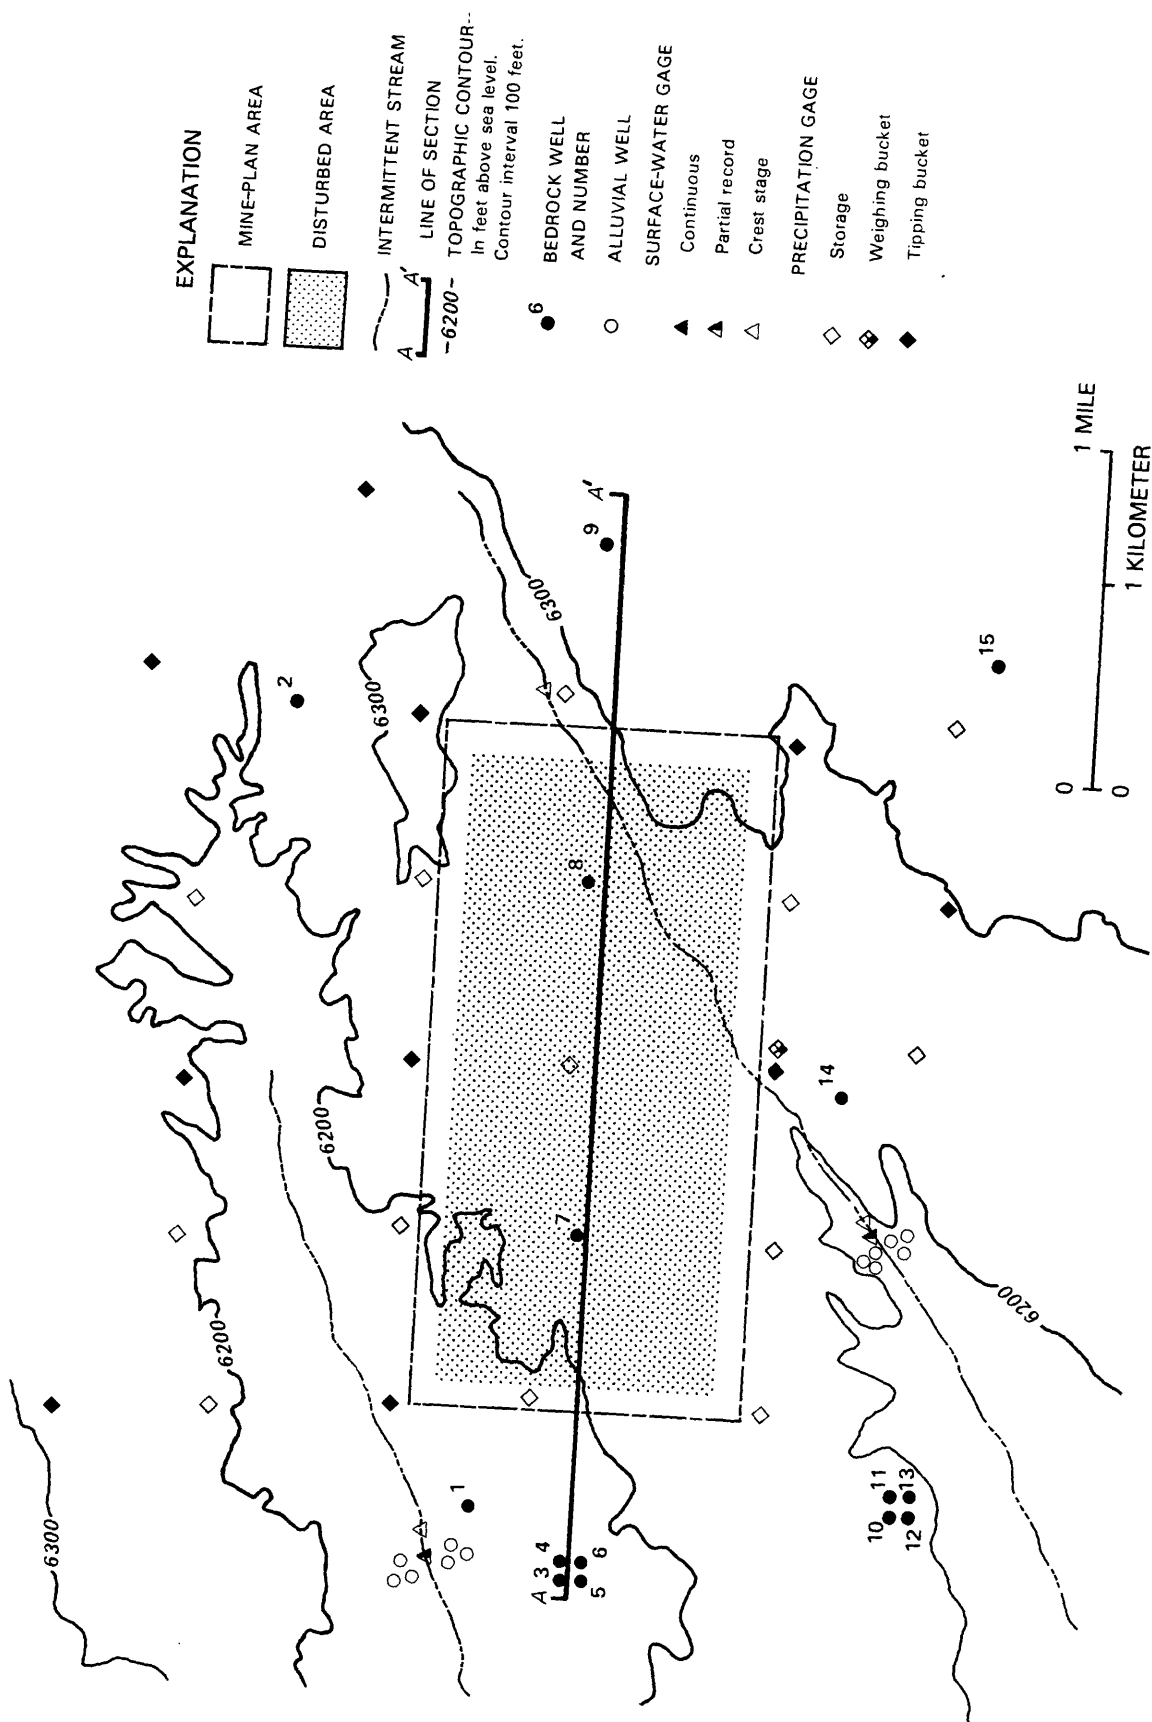 EXPLANATION
MINE-PLAN AREA
DISTURBED AREA
INTERMITTENT STREAM
A A'
LINE OF SECTION
-6200-
TOPOGRAPHIC CONTOUR--
In feet above sea level.
Contour interval 100 feet.
6
BEDROCK WELL
AND NUMBER
ALLUVIAL WELL
SURFACE-WATER GAGE
Continuous
Partial record
Crest stage
PRECIPITATION GAGE
Storage
Weighing bucket
Tipping bucket
6300
6200
6200
6300
6300
6200
2
1
A
3 4
5 6
7
8
9
A'
10 11
12 13
14
15
0 1 MILE
0 1 KILOMETER